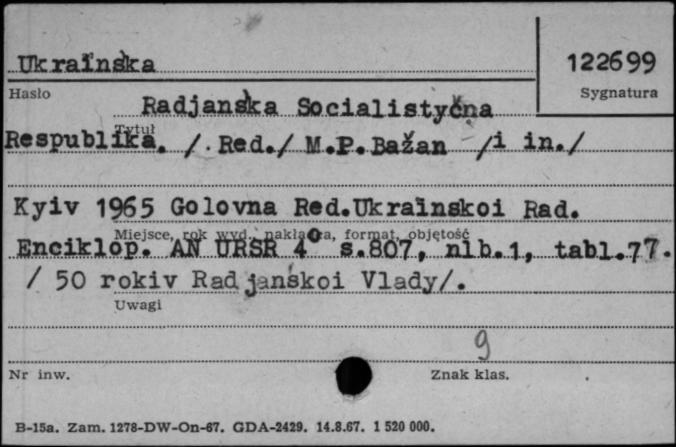 Ukraїnśka
122699
Hasło
Sygnatura
Radjanśka Socialistyčna
Tytuł
Respublika. /.Red./ M.P.Bažan /i in./
Kyiv 1965 Golovna Red.Ukraїnśkoi Rad.
Miejsce, rok wyd., nakładca, format, objętość
Enciklop. AN URSR 4° s.807, nlb.1, tabl.77.
/ 50 rokiv Radjanśkoi Vlady/.
Uwagi
9
Nr inw.
Znak klas.
B-15a. Zam. 1278-DW-On-67. GDA-2429. 14.8.67. 1 520 000.